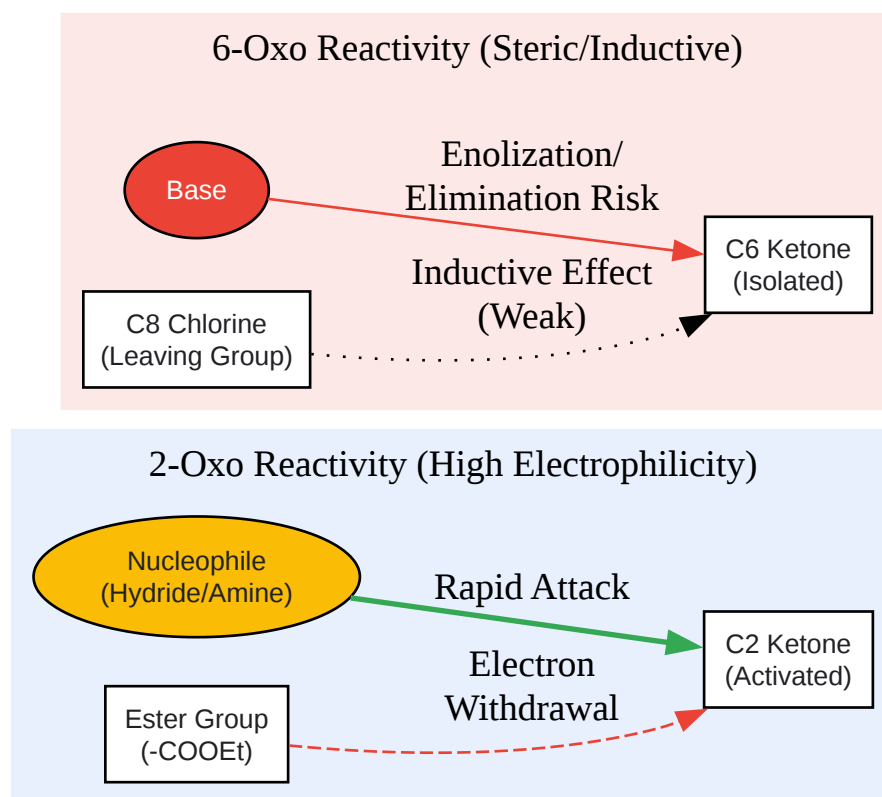 6-Oxo Reactivity (Steric/Inductive)
Base
Enolization/
Elimination Risk
C6 Ketone
(Isolated)
Inductive Effect
(Weak)
C8 Chlorine
(Leaving Group)
2-Oxo Reactivity (High Electrophilicity)
Nucleophile
(Hydride/Amine)
Rapid Attack
C2 Ketone
(Activated)
Electron
Withdrawal
Ester Group
(-COOEt)